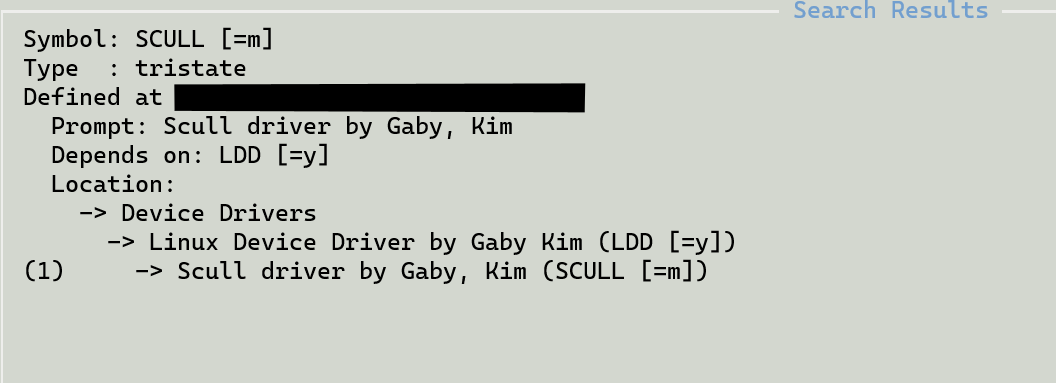 Search Results
Symbol: SCULL [=m]
Type  : tristate
Defined at
Prompt: Scull driver by Gaby, Kim
Depends on: LDD [=y]
Location:
-> Device Drivers
-> Linux Device Driver by Gaby Kim (LDD [=y])
(1)     -> Scull driver by Gaby, Kim (SCULL [=m])